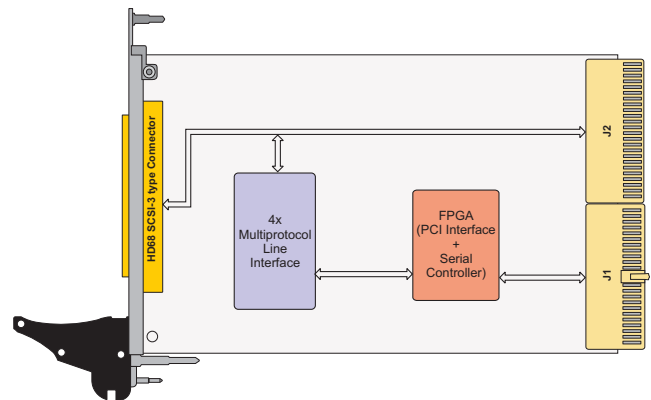 HD68 SCSI-3 type Connector
4x
Multiprotocol
Line
Interface
FPGA
(PCI Interface
+
Serial
Controller)
J2
J1